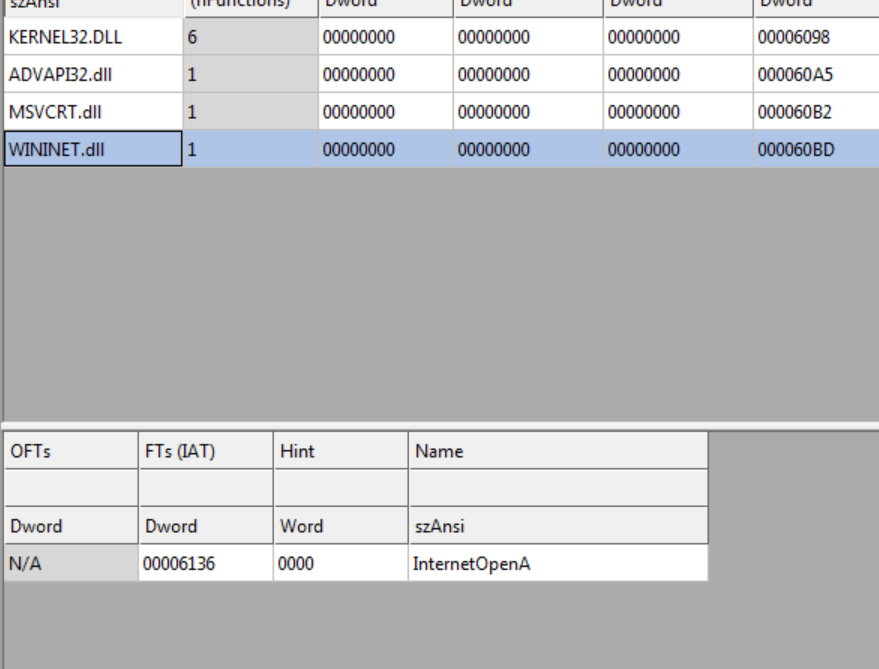 szAnsi (nFunctions) Dword Dword Dword Dword
KERNEL32.DLL 6 00000000 00000000 00000000 00006098
ADVAPI32.dll 1 00000000 00000000 00000000 000060A5
MSVCRT.dll 1 00000000 00000000 00000000 000060B2
WININET.dll 1 00000000 00000000 00000000 000060BD
OFTs FTs (IAT) Hint Name
Dword Dword Word szAnsi
N/A 00006136 0000 InternetOpenA